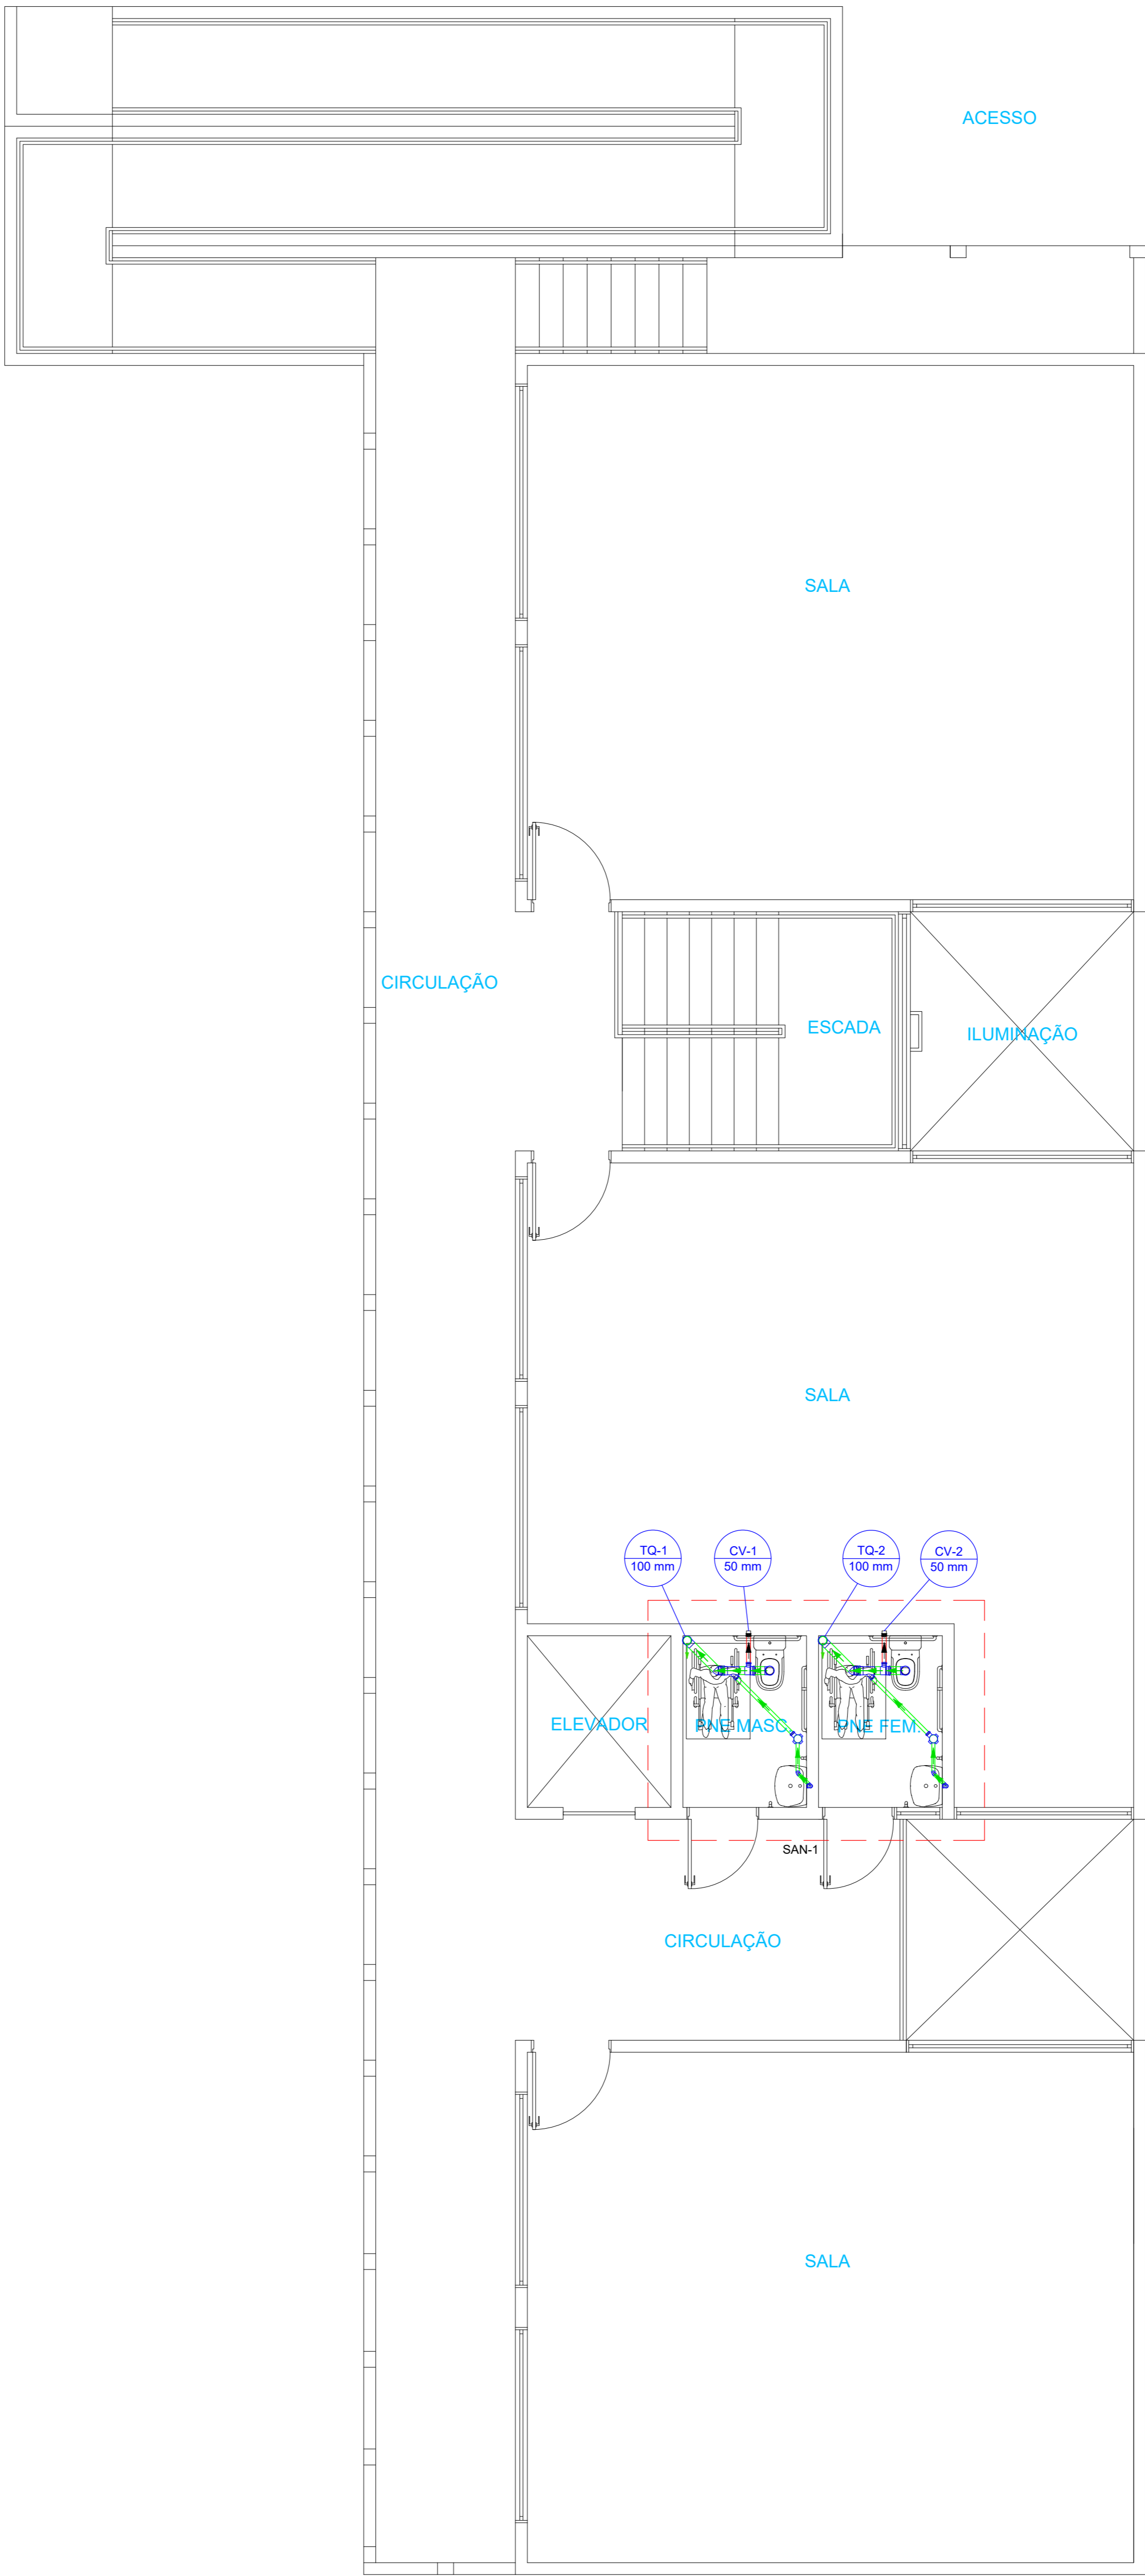 ACESSO
SALA
CIRCULAÇÃO
ESCADA
ILUMINAÇÃO
SALA
TQ-1
100 mm
CV-1
50 mm
TQ-2
100 mm
CV-2
50 mm
ELEVADOR
PNE MASC.
PNE FEM.
SAN-1
CIRCULAÇÃO
SALA